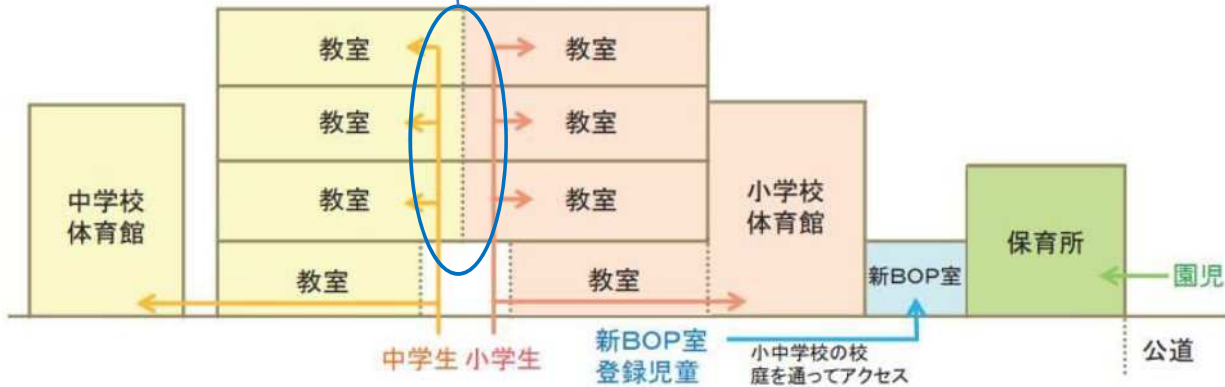 教室
教室
教室
教室
教室
教室
中学校
体育館
小学校
体育館
保育所
教室
教室
新BOP室
園児
中学生
小学生
新BOP室
登録児童
小中学校の校
庭を通ってアクセス
公道